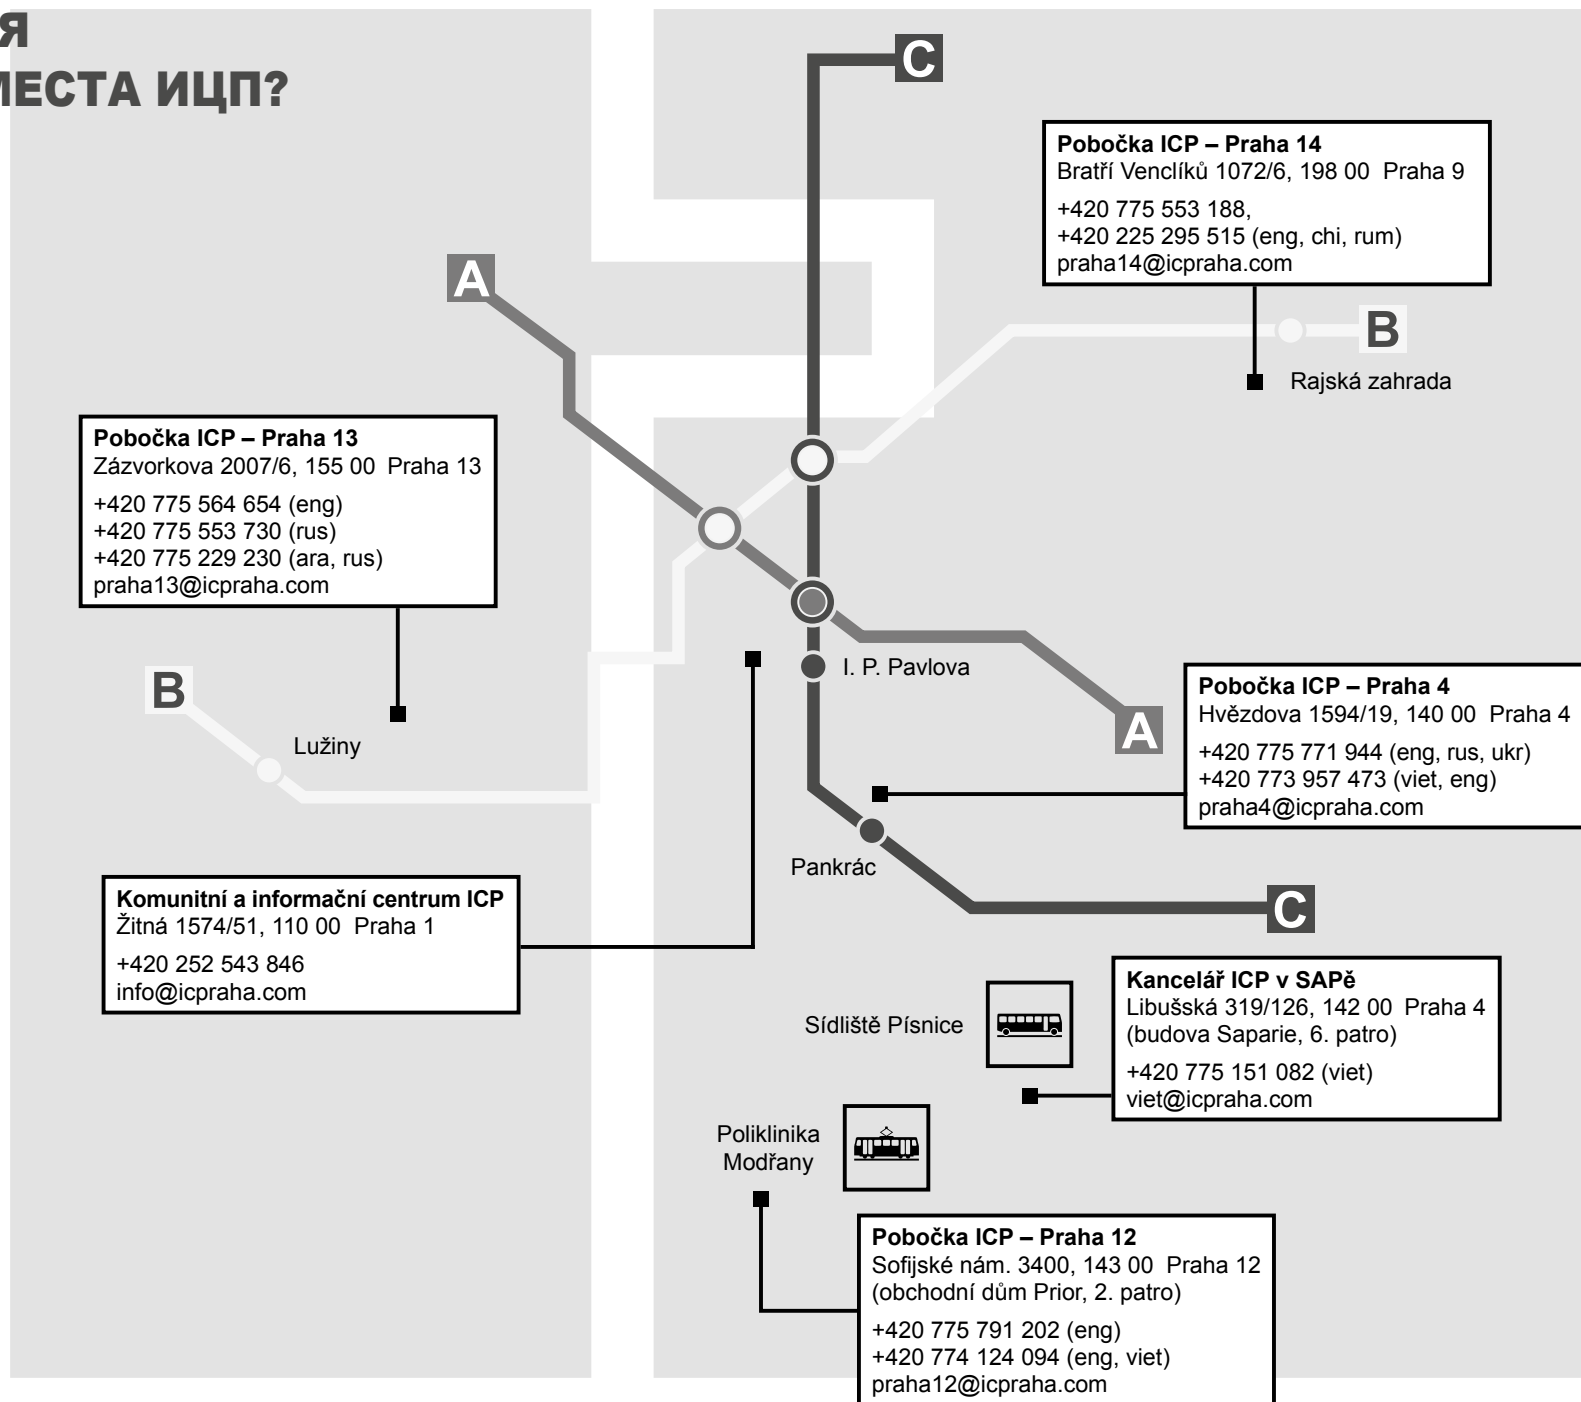 Я
МЕСТА ИЦП?
C
Pobočka ICP – Praha 14
Bratří Venclíků 1072/6, 198 00 Praha 9
+420 775 553 188,
+420 225 295 515 (eng, chi, rum)
praha14@icpraha.com
A
B
Rajská zahrada
Pobočka ICP – Praha 13
Zázvorkova 2007/6, 155 00 Praha 13
+420 775 564 654 (eng)
+420 775 553 730 (rus)
+420 775 229 230 (ara, rus)
praha13@icpraha.com
B
Lužiny
I. P. Pavlova
A
Pobočka ICP – Praha 4
Hvězdova 1594/19, 140 00 Praha 4
+420 775 771 944 (eng, rus, ukr)
+420 773 957 473 (viet, eng)
praha4@icpraha.com
Pankrác
Komunitní a informační centrum ICP
Žitná 1574/51, 110 00 Praha 1
+420 252 543 846
info@icpraha.com
C
Sídliště Písnice
Kancelář ICP v SAPě
Libušská 319/126, 142 00 Praha 4
(budova Saparie, 6. patro)
+420 775 151 082 (viet)
viet@icpraha.com
Poliklinika
Modřany
Pobočka ICP – Praha 12
Sofijské nám. 3400, 143 00 Praha 12
(obchodní dům Prior, 2. patro)
+420 775 791 202 (eng)
+420 774 124 094 (eng, viet)
praha12@icpraha.com